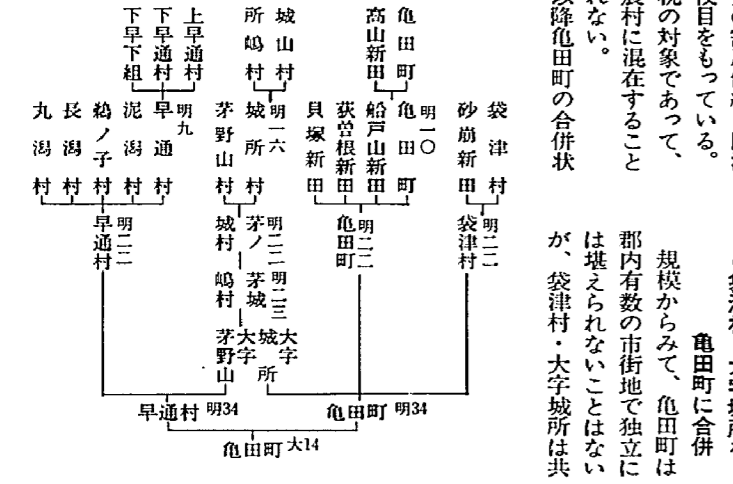 の対象であって、
農村に混在すること
れない。
以降亀田町の合併状
亀田町に合併
規模からみて、亀田町は
郡内有数の市街地で独立に
は堪えられないことはない
が、袋津村・大字城所は共
袋津村
砂崩新田
明二二
袋津村
亀田町
高山新田
明一〇
亀田町
船戸山新田
荻曽根新田
貝塚新田
明二二
亀田町
城山村
所嶋村
明一六
城所村
茅野山村
明二二
茅ノ
城村
明二三
茅城
嶋村
大字
城所
大字
茅野山
上早通村
下早通村
下早下組
明九
早通村
泥潟村
鵜ノ子村
長潟村
丸潟村
明二二
早通村
早通村 明34
亀田町 明34
亀田町 大14